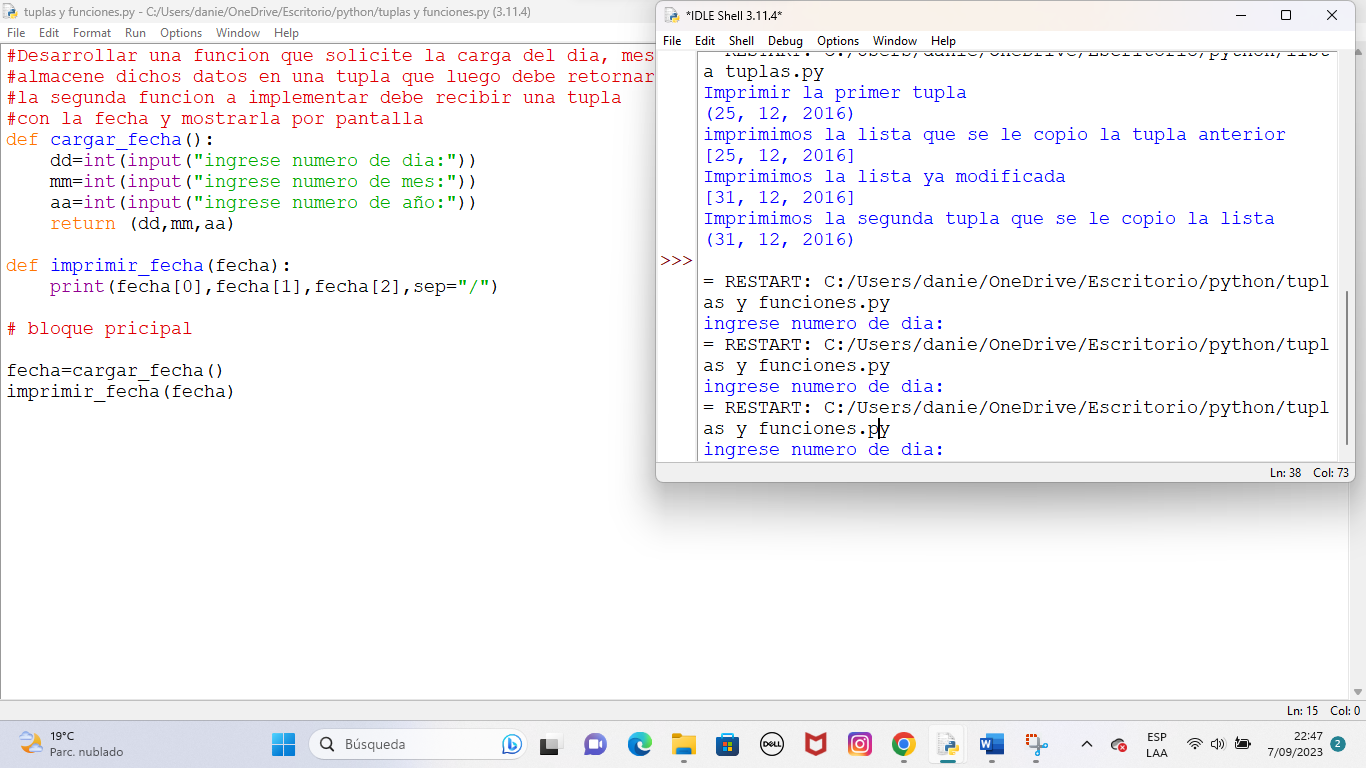 tuplas y funciones.py - C:/Users/danie/OneDrive/Escritorio/python/tuplas y funciones.py (3.11.4)
File Edit Format Run Options Window Help
#Desarrollar una funcion que solicite la carga del dia, mes
#almacene dichos datos en una tupla que luego debe retornar
#la segunda funcion a implementar debe recibir una tupla
#con la fecha y mostrarla por pantalla
def cargar_fecha():
    dd=int(input("ingrese numero de dia:"))
    mm=int(input("ingrese numero de mes:"))
    aa=int(input("ingrese numero de año:"))
    return (dd,mm,aa)
def imprimir_fecha(fecha):
    print(fecha[0],fecha[1],fecha[2],sep="/")
# bloque pricipal
fecha=cargar_fecha()
imprimir_fecha(fecha)
Ln: 15 Col: 0
*IDLE Shell 3.11.4*
File Edit Shell Debug Options Window Help
= RESTART: C:/Users/danie/OneDrive/Escritorio/python/list
a tuplas.py
Imprimir la primer tupla
(25, 12, 2016)
imprimimos la lista que se le copio la tupla anterior
[25, 12, 2016]
Imprimimos la lista ya modificada
[31, 12, 2016]
Imprimimos la segunda tupla que se le copio la lista
(31, 12, 2016)
>>>
= RESTART: C:/Users/danie/OneDrive/Escritorio/python/tupl
as y funciones.py
ingrese numero de dia:
= RESTART: C:/Users/danie/OneDrive/Escritorio/python/tupl
as y funciones.py
ingrese numero de dia:
= RESTART: C:/Users/danie/OneDrive/Escritorio/python/tupl
as y funciones.py
ingrese numero de dia:
Ln: 38 Col: 73
19°C
Parc. nublado
Búsqueda
DELL
ESP
LAA
22:47
7/09/2023
2